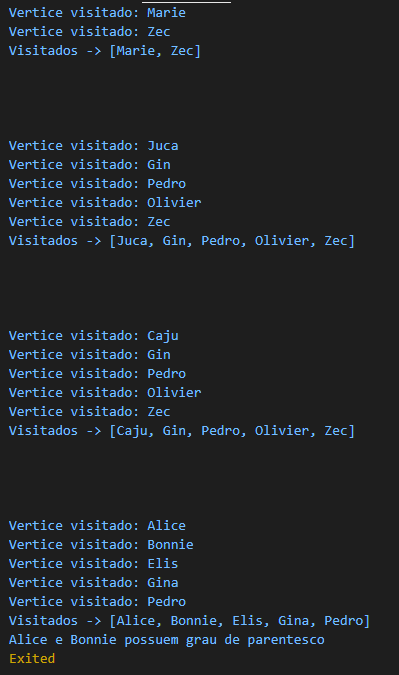 Vertice visitado: Marie
Vertice visitado: Zec
Visitados -> [Marie, Zec]
Vertice visitado: Juca
Vertice visitado: Gin
Vertice visitado: Pedro
Vertice visitado: Olivier
Vertice visitado: Zec
Visitados -> [Juca, Gin, Pedro, Olivier, Zec]
Vertice visitado: Caju
Vertice visitado: Gin
Vertice visitado: Pedro
Vertice visitado: Olivier
Vertice visitado: Zec
Visitados -> [Caju, Gin, Pedro, Olivier, Zec]
Vertice visitado: Alice
Vertice visitado: Bonnie
Vertice visitado: Elis
Vertice visitado: Gina
Vertice visitado: Pedro
Visitados -> [Alice, Bonnie, Elis, Gina, Pedro]
Alice e Bonnie possuem grau de parentesco
Exited